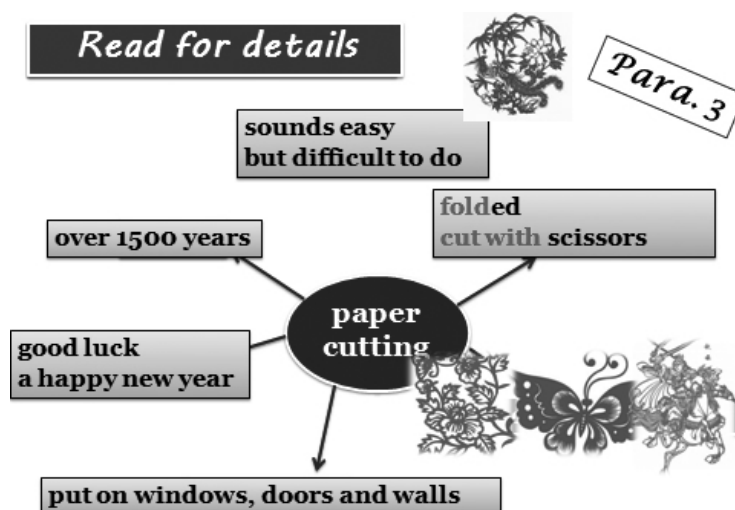 Read for details
Para. 3
sounds easy
but difficult to do
folded
cut with scissors
over 1500 years
paper
cutting
good luck
a happy new year
put on windows, doors and walls